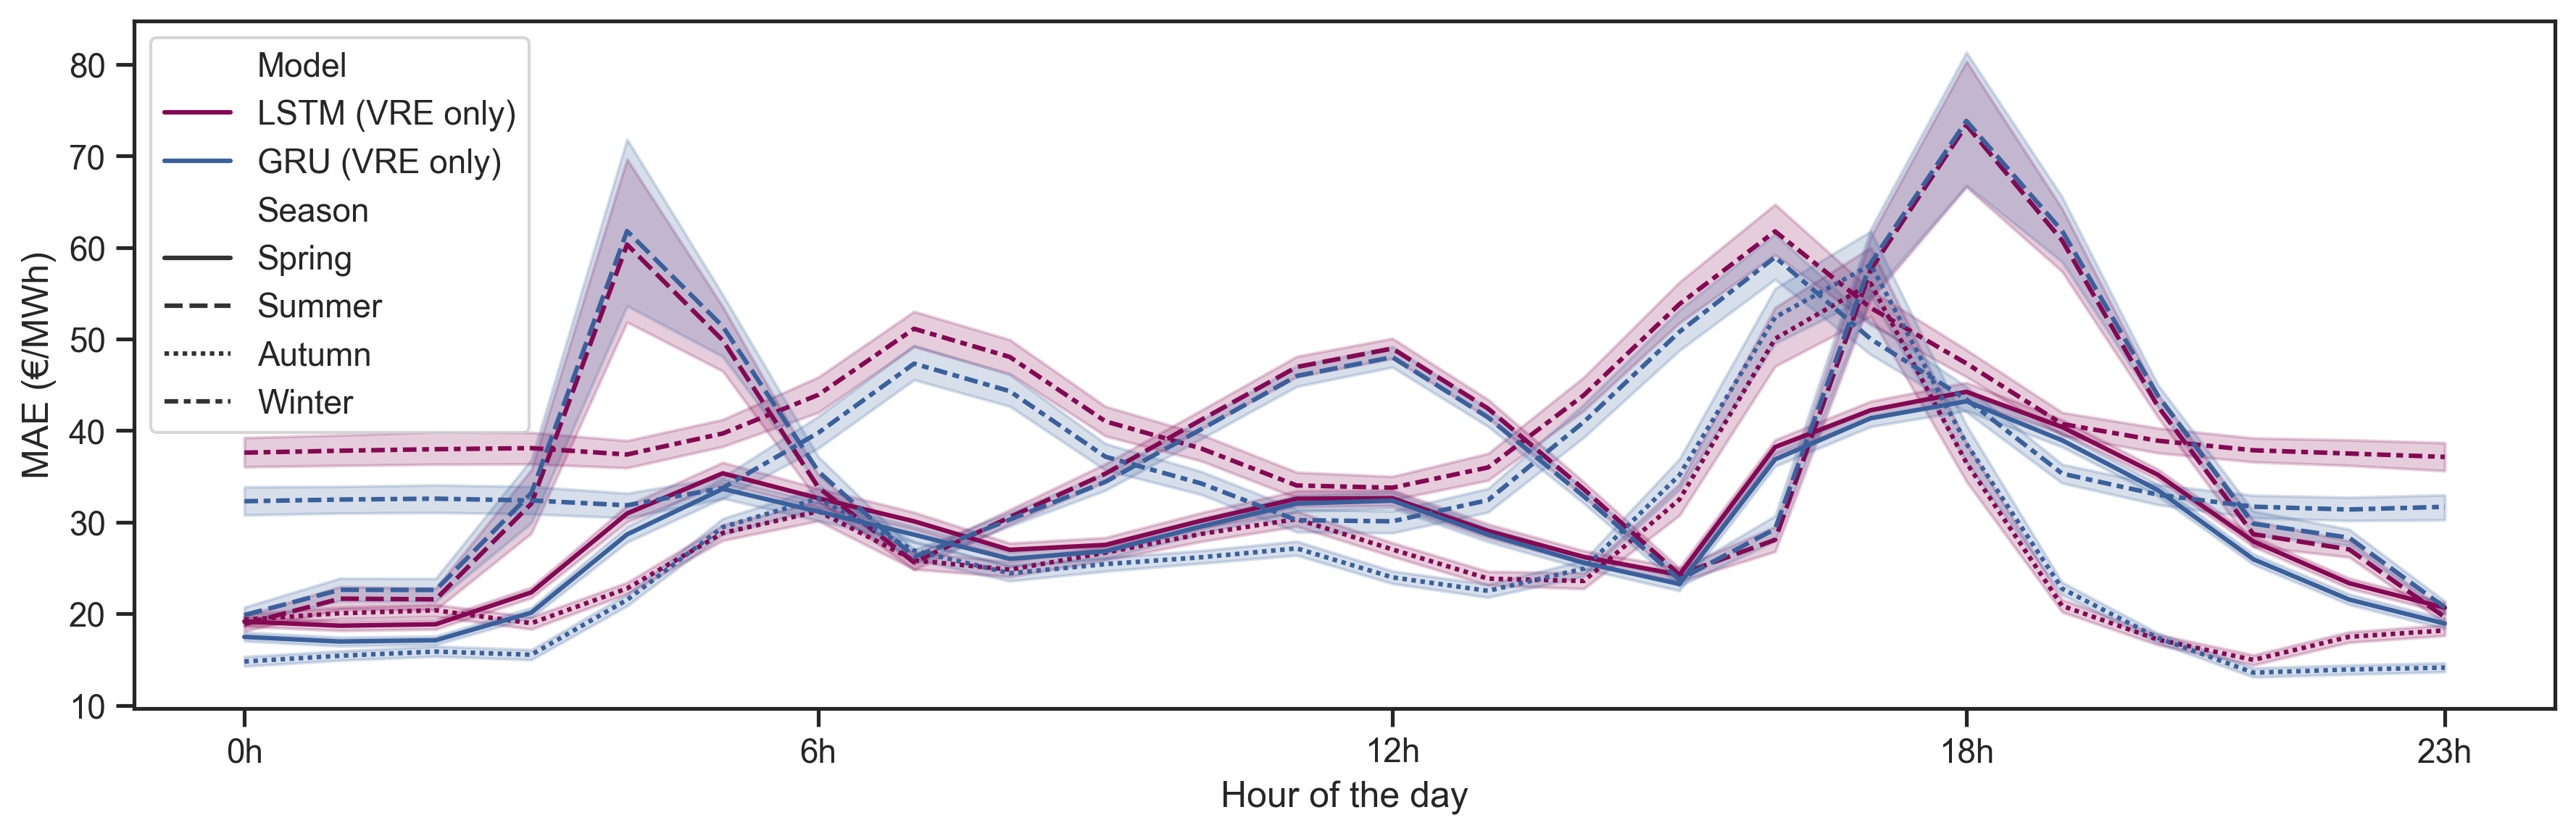 Model
LSTM (VRE only)
GRU (VRE only)
Season
Spring
Summer
Autumn
Winter
MAE (€/MWh)
80
70
60
50
40
30
20
10
0h
6h
12h
18h
23h
Hour of the day